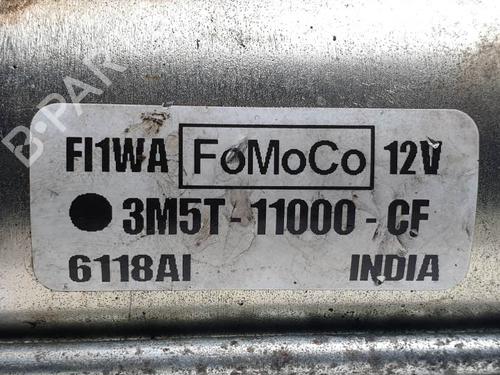 B-PAR
FI1WA FoMoCo 12V
3M5T-11000-CF
6118AI INDIA